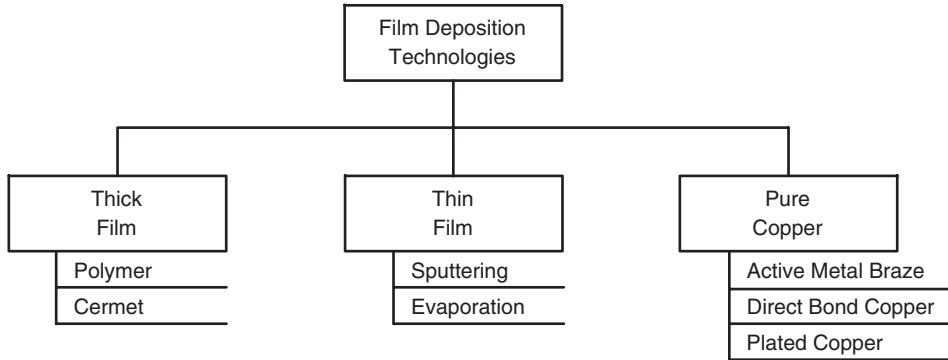 Film Deposition
Technologies
Thick
Film
Polymer
Cermet
Thin
Film
Sputtering
Evaporation
Pure
Copper
Active Metal Braze
Direct Bond Copper
Plated Copper